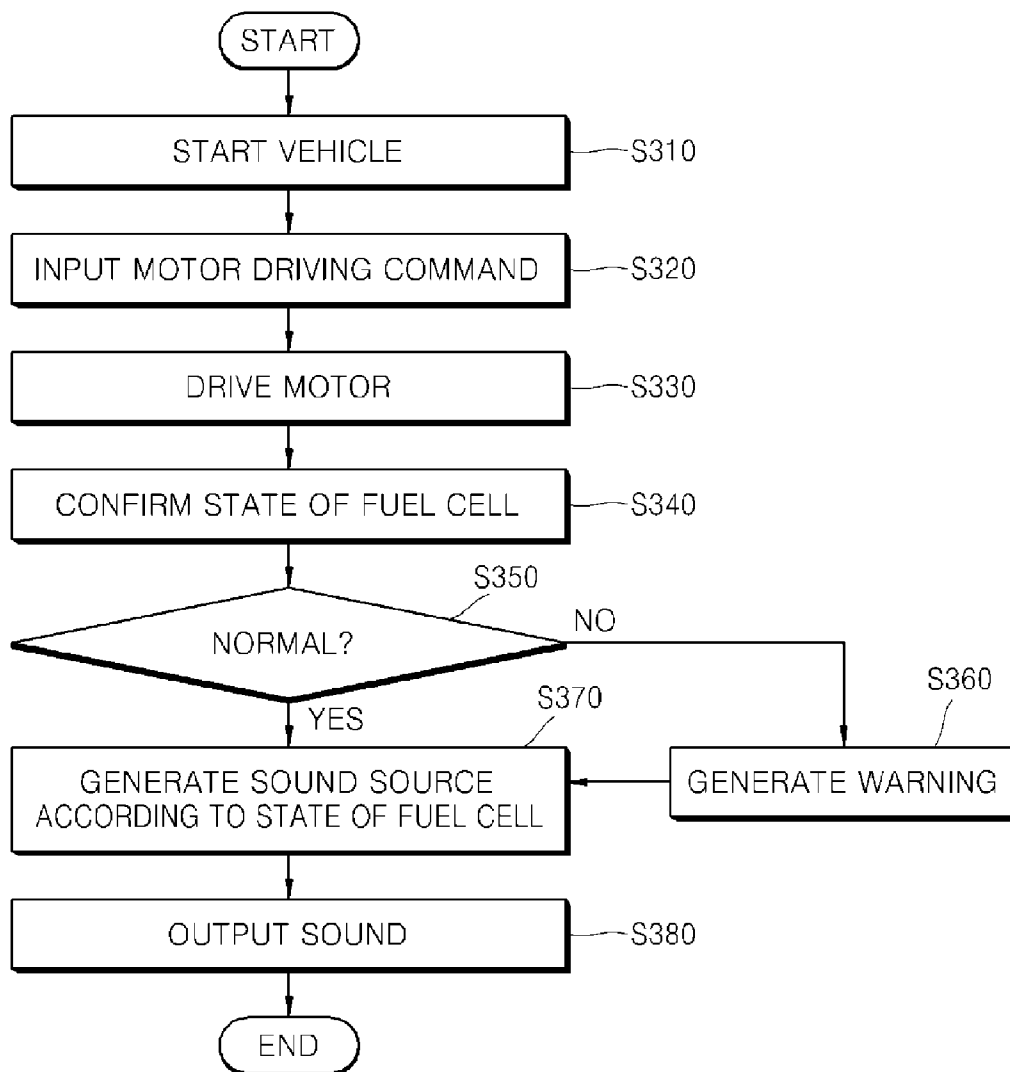 START
START VEHICLE
S310
INPUT MOTOR DRIVING COMMAND
S320
DRIVE MOTOR
S330
CONFIRM STATE OF FUEL CELL
S340
S350
NORMAL?
NO
YES
S360
GENERATE WARNING
S370
GENERATE SOUND SOURCE
ACCORDING TO STATE OF FUEL CELL
OUTPUT SOUND
S380
END